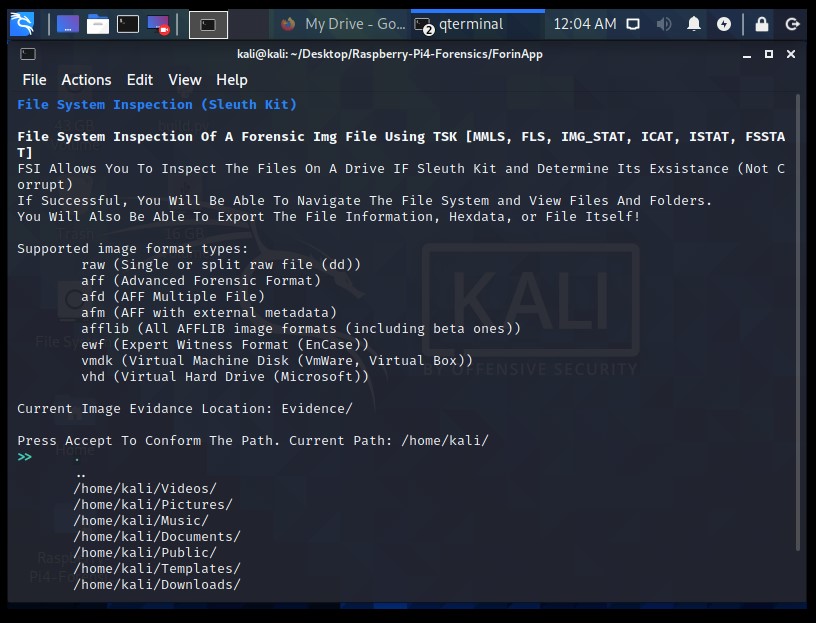 My Drive - Go...
qterminal
2
12:04 AM
kali@kali: ~/Desktop/Raspberry-Pi4-Forensics/ForinApp
File Actions Edit View Help
File System Inspection (Sleuth Kit)
File System Inspection Of A Forensic Img File Using TSK [MMLS, FLS, IMG_STAT, ICAT, ISTAT, FSSTA
T]
FSI Allows You To Inspect The Files On A Drive IF Sleuth Kit and Determine Its Exsistance (Not C
orrupt)
If Successful, You Will Be Able To Navigate The File System and View Files And Folders.
You Will Also Be Able To Export The File Information, Hexdata, or File Itself!
Supported image format types:
raw (Single or split raw file (dd))
aff (Advanced Forensic Format)
afd (AFF Multiple File)
afm (AFF with external metadata)
afflib (All AFFLIB image formats (including beta ones))
ewf (Expert Witness Format (EnCase))
vmdk (Virtual Machine Disk (VmWare, Virtual Box))
vhd (Virtual Hard Drive (Microsoft))
KALI
BY OFFENSIVE SECURITY
Current Image Evidance Location: Evidence/
Press Accept To Conform The Path. Current Path: /home/kali/
>> .
..
/home/kali/Videos/
/home/kali/Pictures/
/home/kali/Music/
/home/kali/Documents/
/home/kali/Public/
/home/kali/Templates/
/home/kali/Downloads/
Home